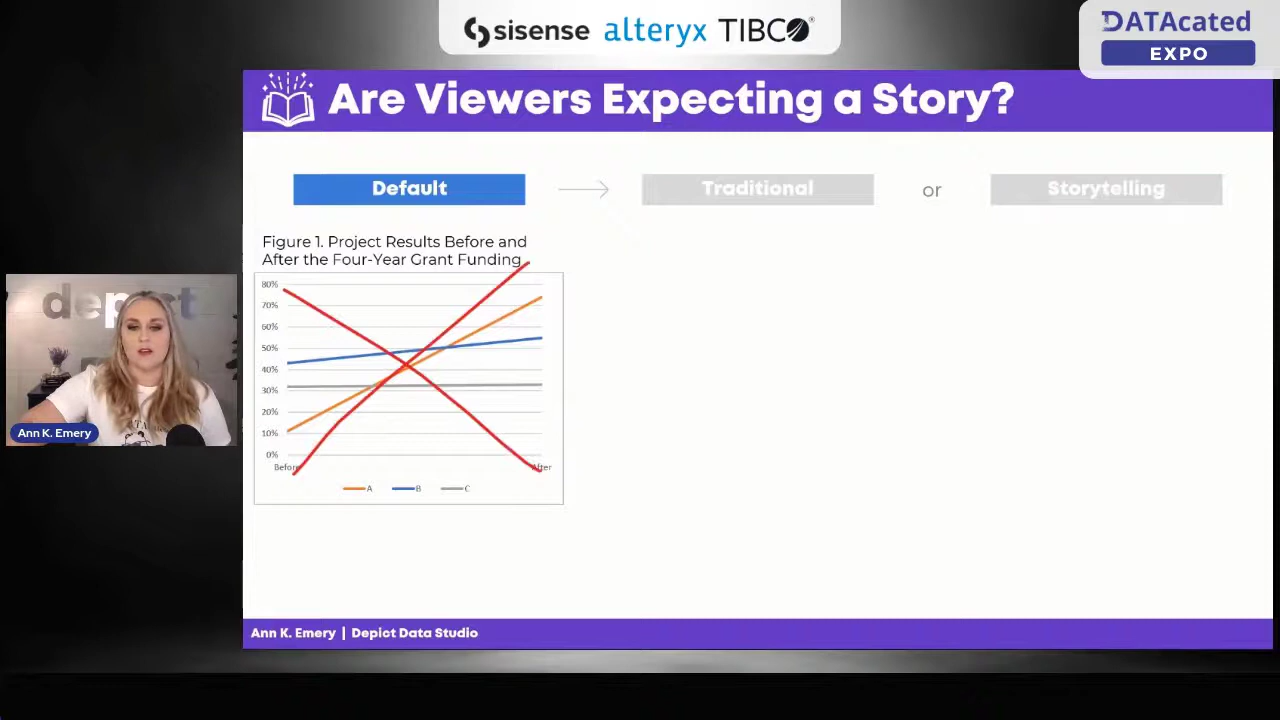 sisense alteryx TIBCO®
DATAcated
EXPO
Are Viewers Expecting a Story?
Default
Traditional
or
Storytelling
Figure 1. Project Results Before and
After the Four-Year Grant Funding
80%
70%
60%
50%
40%
30%
20%
10%
0%
Before
After
A
B
C
depict
Ann K. Emery
Ann K. Emery | Depict Data Studio